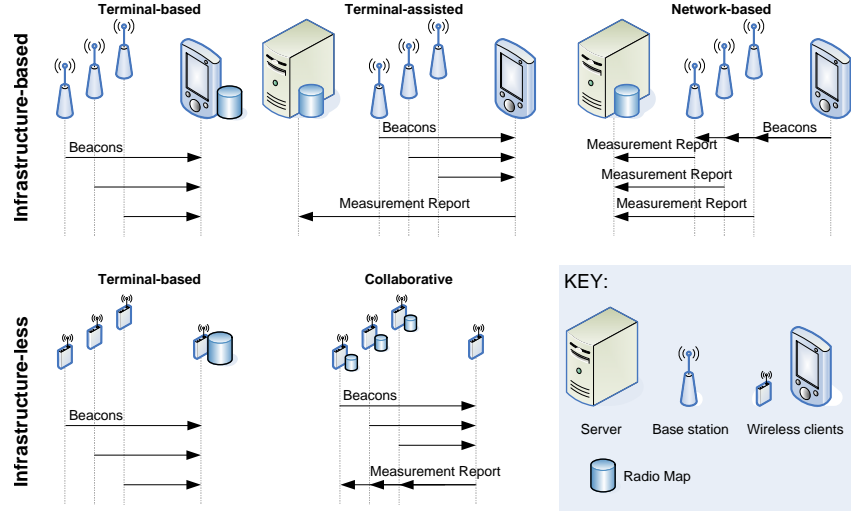 Terminal-based
Terminal-assisted
Network-based
Infrastructure-based
Beacons
Beacons
Beacons
Measurement Report
Measurement Report
Measurement Report
Measurement Report
Terminal-based
Collaborative
Infrastructure-less
Beacons
Beacons
Measurement Report
KEY:
Server
Base station
Wireless clients
Radio Map